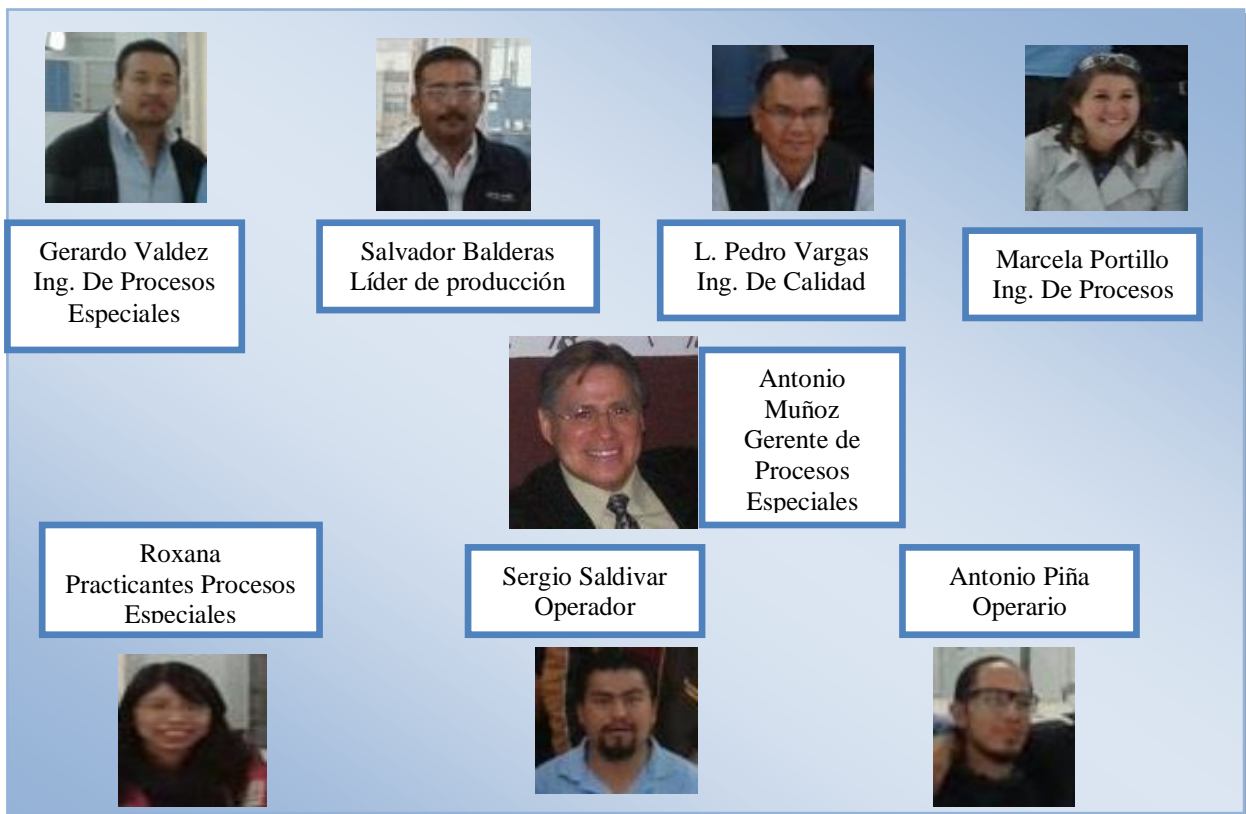 Gerardo Valdez
Ing. De Procesos
Especiales
Salvador Balderas
Líder de producción
L. Pedro Vargas
Ing. De Calidad
Marcela Portillo
Ing. De Procesos
Antonio
Muñoz
Gerente de
Procesos
Especiales
Roxana
Practicantes Procesos
Especiales
Sergio Saldivar
Operador
Antonio Piña
Operario